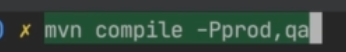 ) ✗ mvn compile -Pprod,qa